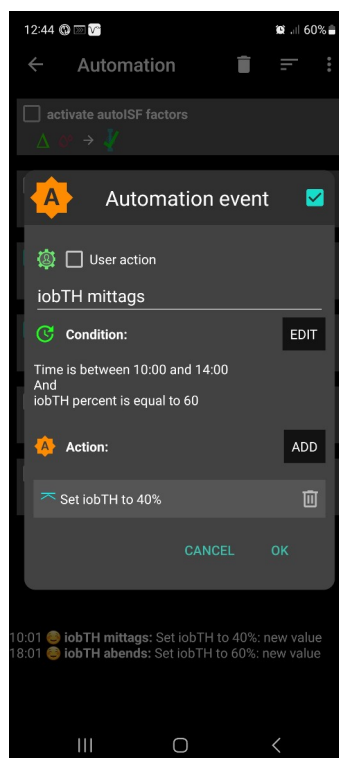 12:44
60%
Automation
activate autoISF factors
Automation event
User action
iobTH mittags
Condition:
EDIT
Time is between 10:00 and 14:00
And
iobTH percent is equal to 60
Action:
ADD
Set iobTH to 40%
CANCEL
OK
10:01 😂 iobTH mittags: Set iobTH to 40%: new value
18:01 😂 iobTH abends: Set iobTH to 60%: new value